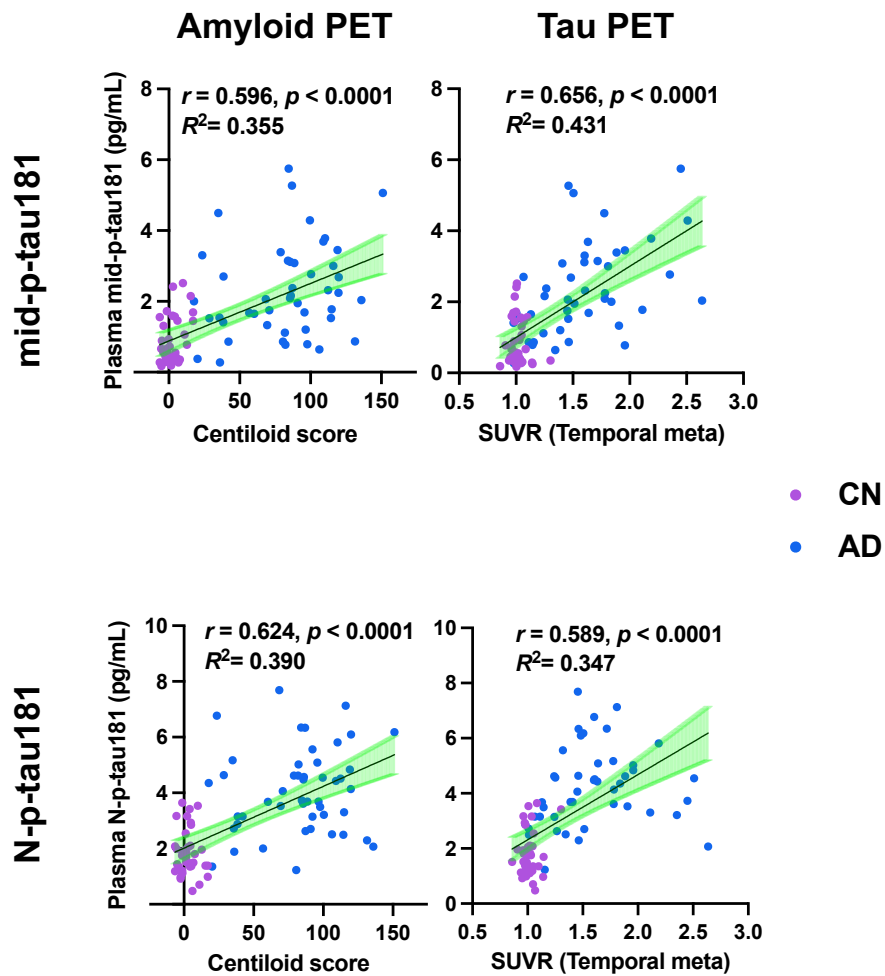 Amyloid PET
Tau PET
mid-p-tau181
Plasma mid-p-tau181 (pg/mL)
r = 0.596, p < 0.0001
R²= 0.355
8
6
4
2
0
0
50
100
150
Centiloid score
r = 0.656, p < 0.0001
R²= 0.431
8
6
4
2
0
0.5
1.0
1.5
2.0
2.5
3.0
SUVR (Temporal meta)
CN
AD
N-p-tau181
Plasma N-p-tau181 (pg/mL)
r = 0.624, p < 0.0001
R²= 0.390
10
8
6
4
2
0
50
100
150
Centiloid score
r = 0.589, p < 0.0001
R²= 0.347
10
8
6
4
2
0
0.5
1.0
1.5
2.0
2.5
3.0
SUVR (Temporal meta)